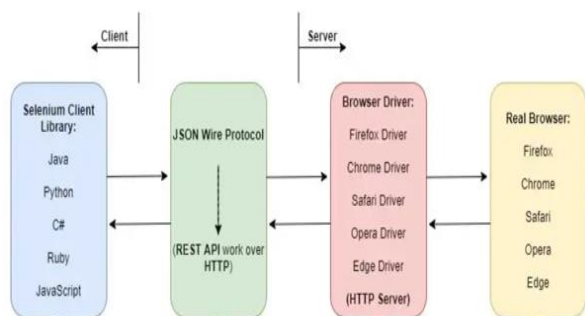 Client
Server
Selenium Client
Library:
Java
Python
C#
Ruby
JavaScript
JSON Wire Protocol
(REST API work over
HTTP)
Browser Driver:
Firefox Driver
Chrome Driver
Safari Driver
Opera Driver
Edge Driver
(HTTP Server)
Real Browser:
Firefox
Chrome
Safari
Opera
Edge